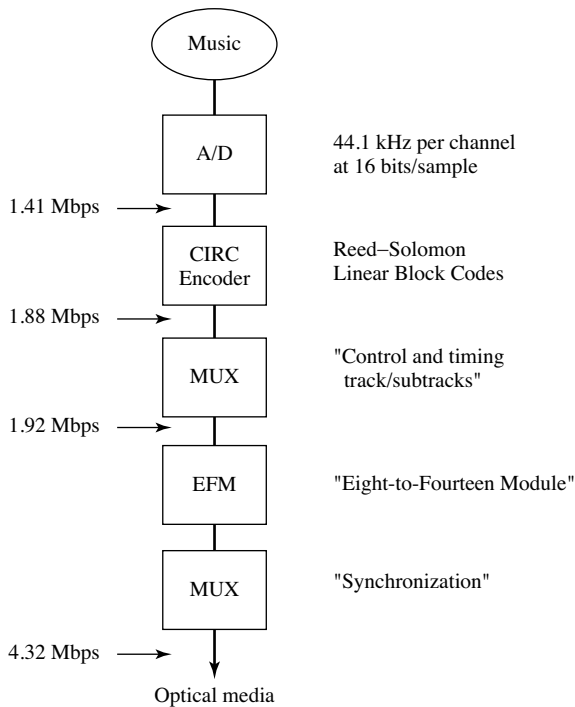 Music
A/D
44.1 kHz per channel
at 16 bits/sample
1.41 Mbps
CIRC
Encoder
Reed–Solomon
Linear Block Codes
1.88 Mbps
MUX
"Control and timing
track/subtracks"
1.92 Mbps
EFM
"Eight-to-Fourteen Module"
MUX
"Synchronization"
4.32 Mbps
Optical media